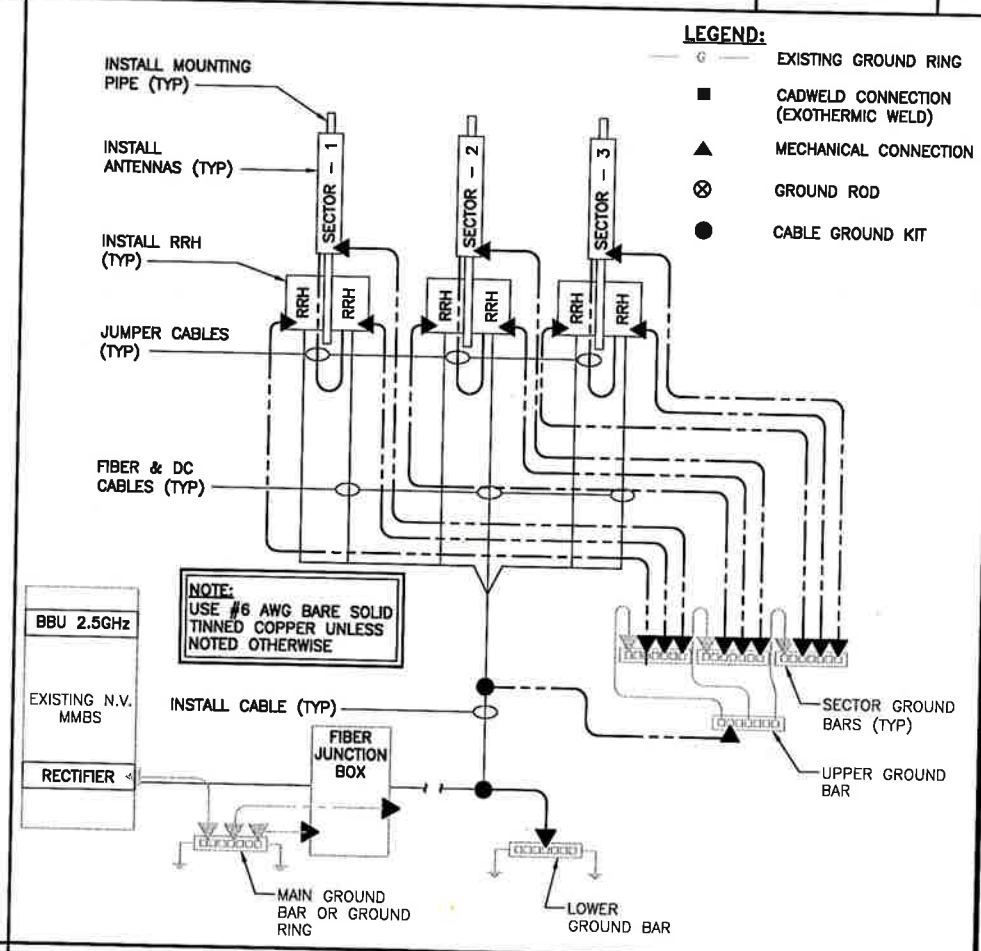 LEGEND:
G
EXISTING GROUND RING
CADWELD CONNECTION
(EXOTHERMIC WELD)
MECHANICAL CONNECTION
GROUND ROD
CABLE GROUND KIT
INSTALL MOUNTING
PIPE (TYP)
INSTALL
ANTENNAS (TYP)
INSTALL RRH
(TYP)
JUMPER CABLES
(TYP)
FIBER & DC
CABLES (TYP)
SECTOR - 1
SECTOR - 2
SECTOR - 3
RRH
RRH
RRH
RRH
RRH
RRH
NOTE:
USE #6 AWG BARE SOLID
TINNED COPPER UNLESS
NOTED OTHERWISE
BBU 2.5GHz
EXISTING N.V.
MMBS
RECTIFIER
INSTALL CABLE (TYP)
FIBER
JUNCTION
BOX
SECTOR GROUND
BARS (TYP)
UPPER GROUND
BAR
MAIN GROUND
BAR OR GROUND
RING
LOWER
GROUND BAR